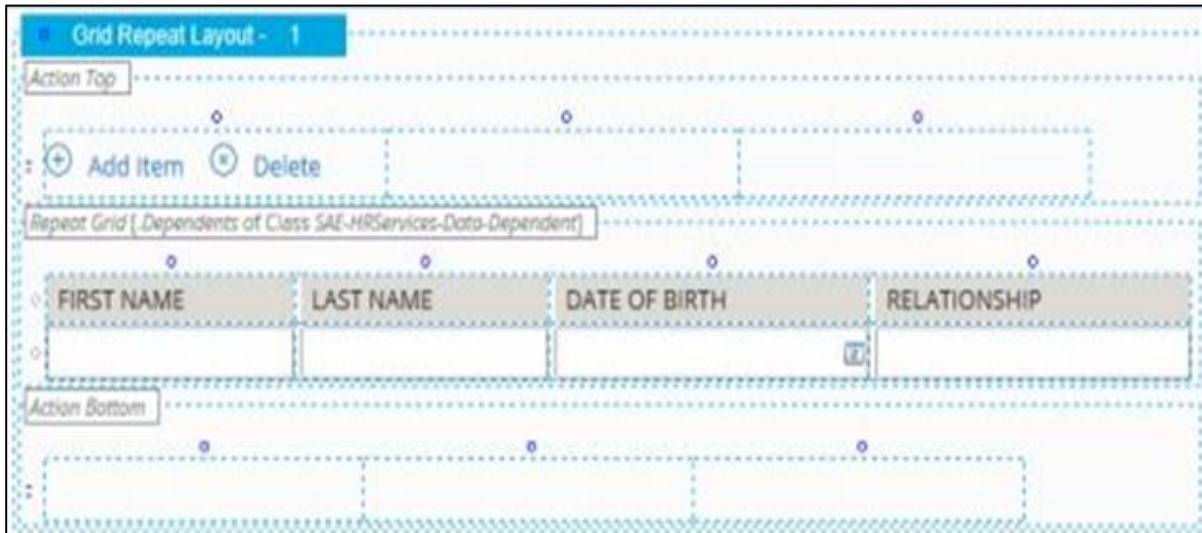 Grid Repeat Layout - 1
Action Top
Add Item Delete
Repeat Grid [.Dependents of Class SAE-HRServices-Data-Dependent]
FIRST NAME LAST NAME DATE OF BIRTH RELATIONSHIP
Action Bottom